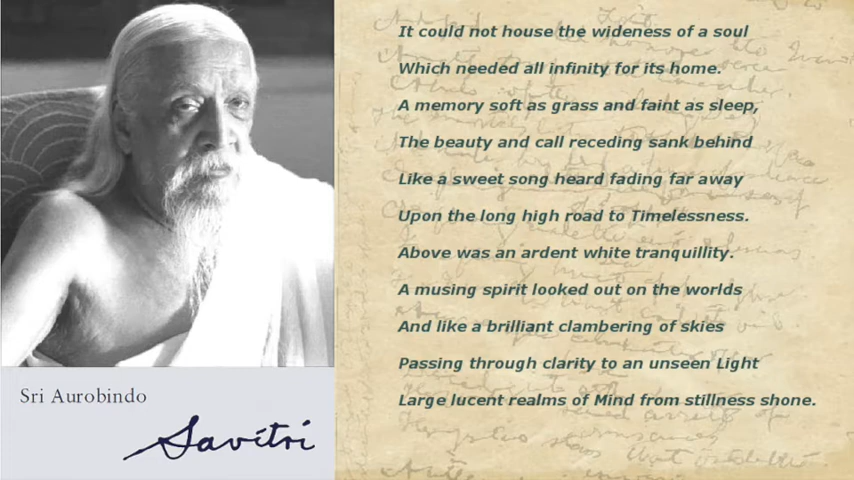 It could not house the wideness of a soul
Which needed all infinity for its home.
A memory soft as grass and faint as sleep,
The beauty and call receding sank behind
Like a sweet song heard fading far away
Upon the long high road to Timelessness.
Above was an ardent white tranquillity.
A musing spirit looked out on the worlds
And like a brilliant clambering of skies
Passing through clarity to an unseen Light
Large lucent realms of Mind from stillness shone.
Sri Aurobindo
Savitri